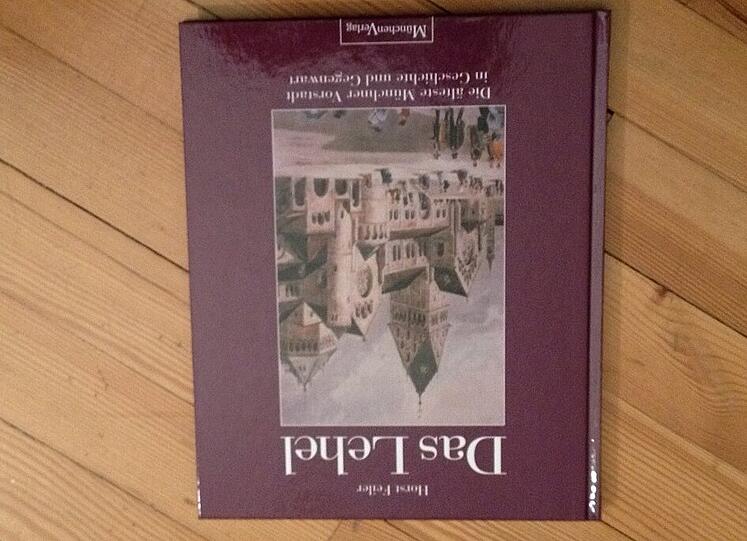 Horst Feiler
Das Lehel
Die älteste Münchner Vorstadt
in Geschichte und Gegenwart
MünchenVerlag